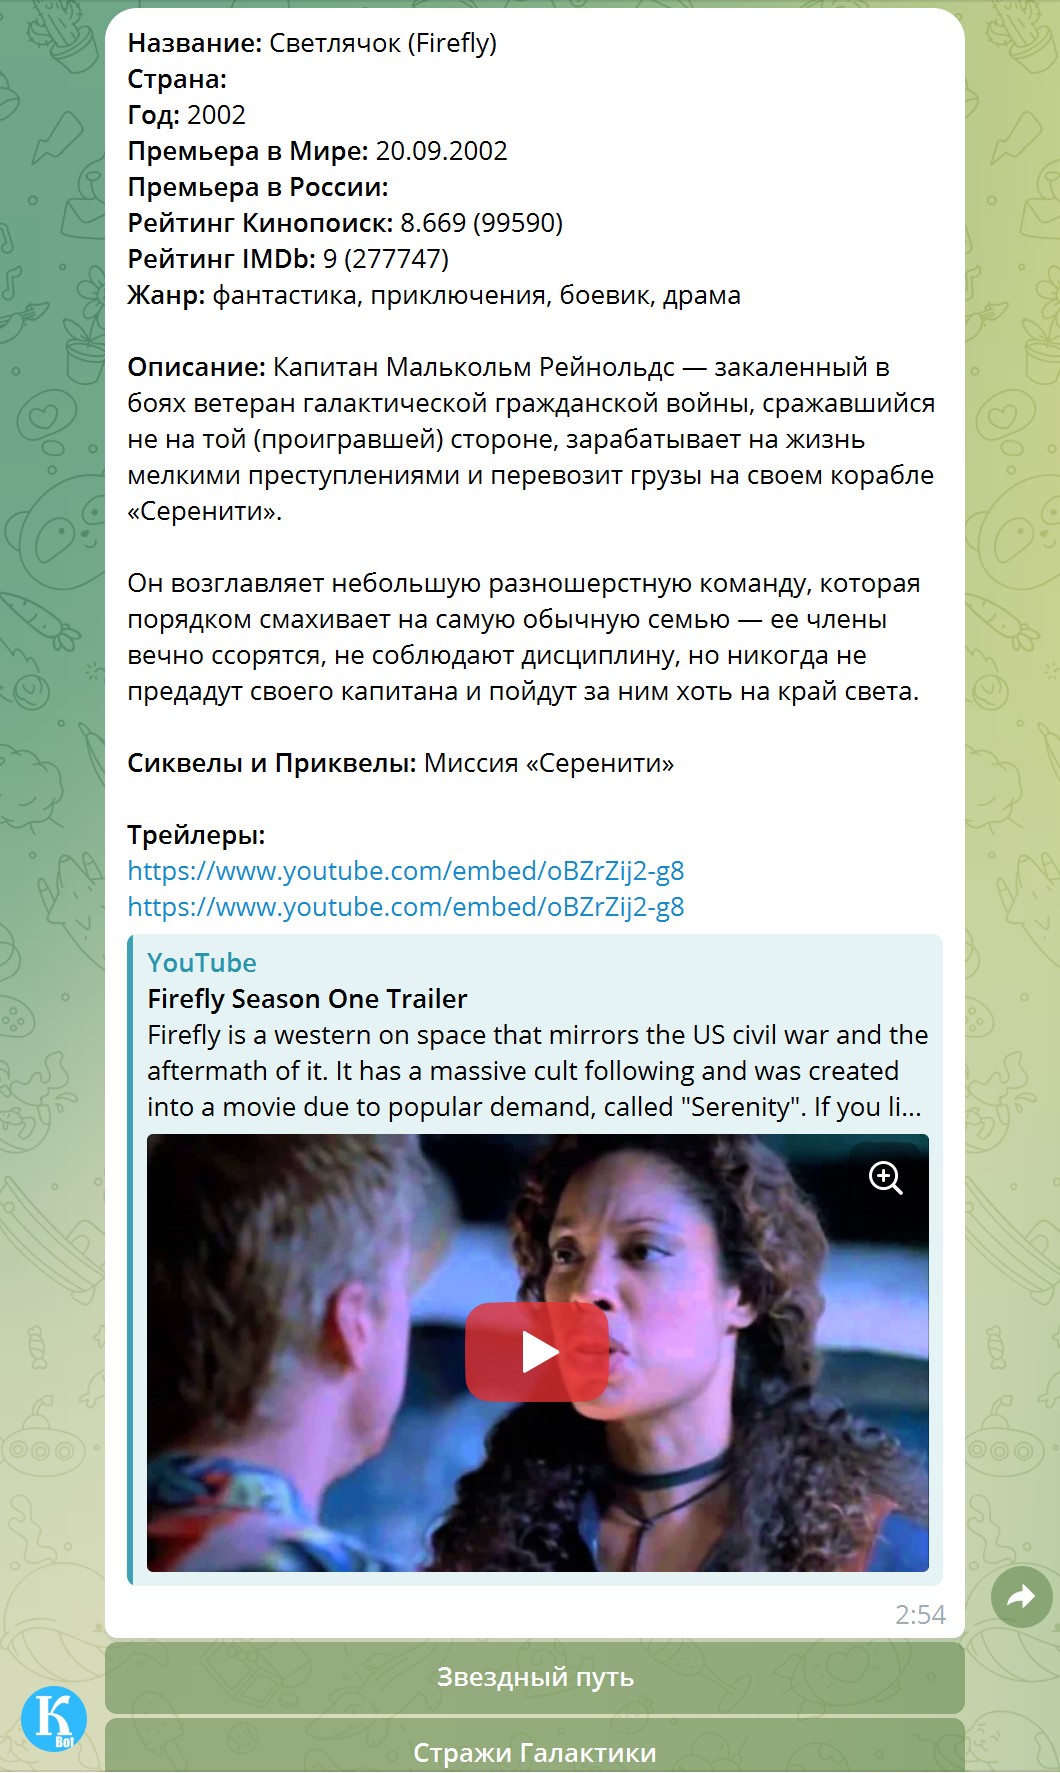 Название: Светлячок (Firefly)
Страна:
Год: 2002
Премьера в Мире: 20.09.2002
Премьера в России:
Рейтинг Кинопоиск: 8.669 (99590)
Рейтинг IMDb: 9 (277747)
Жанр: фантастика, приключения, боевик, драма
Описание: Капитан Малькольм Рейнольдс — закаленный в
боях ветеран галактической гражданской войны, сражавшийся
не на той (проигравшей) стороне, зарабатывает на жизнь
мелкими преступлениями и перевозит грузы на своем корабле
«Серенити».
Он возглавляет небольшую разношерстную команду, которая
порядком смахивает на самую обычную семью — ее члены
вечно ссорятся, не соблюдают дисциплину, но никогда не
предадут своего капитана и пойдут за ним хоть на край света.
Сиквелы и Приквелы: Миссия «Серенити»
Трейлеры:
https://www.youtube.com/embed/oBZrZij2-g8
https://www.youtube.com/embed/oBZrZij2-g8
YouTube
Firefly Season One Trailer
Firefly is a western on space that mirrors the US civil war and the
aftermath of it. It has a massive cult following and was created
into a movie due to popular demand, called "Serenity". If you li...
2:54
Звездный путь
К
Bot
Стражи Галактики